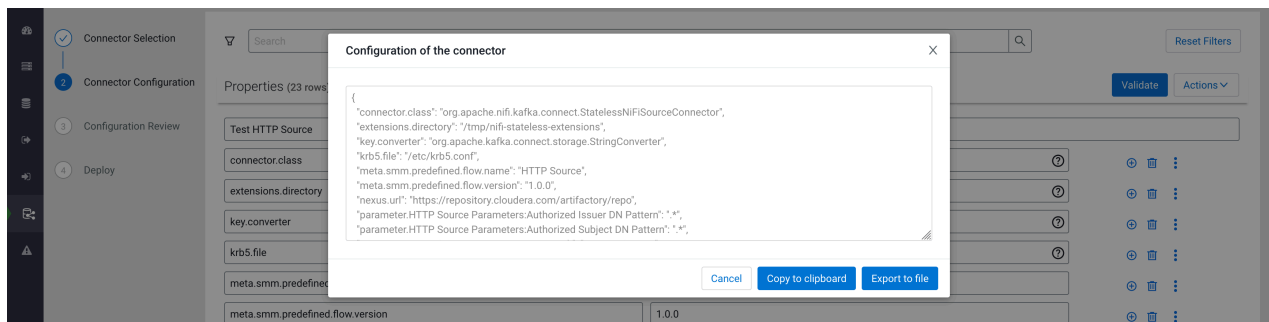 Connector Selection
Search
Reset Filters
Configuration of the connector
2
Connector Configuration
Properties (23 rows)
Validate
Actions
{
"connector.class": "org.apache.nifi.kafka.connect.StatelessNiFiSourceConnector",
"extensions.directory": "/tmp/nifi-stateless-extensions",
"key.converter": "org.apache.kafka.connect.storage.StringConverter",
"krb5.file": "/etc/krb5.conf",
"meta.smm.predefined.flow.name": "HTTP Source",
"meta.smm.predefined.flow.version": "1.0.0",
"nexus.url": "https://repository.cloudera.com/artifactory/repo",
"parameter.HTTP Source Parameters:Authorized Issuer DN Pattern": ".*",
"parameter.HTTP Source Parameters:Authorized Subject DN Pattern": ".*",
3
Configuration Review
Test HTTP Source
4
Deploy
connector.class
extensions.directory
key.converter
krb5.file
Cancel
Copy to clipboard
Export to file
meta.smm.predefined
meta.smm.predefined.flow.version
1.0.0